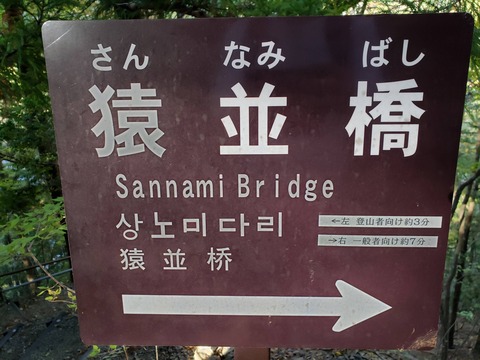 さん なみ ばし
猿並橋
Sannami Bridge
상노미다리
←左 登山者向け約3分
→右 一般者向け約7分
猿並桥